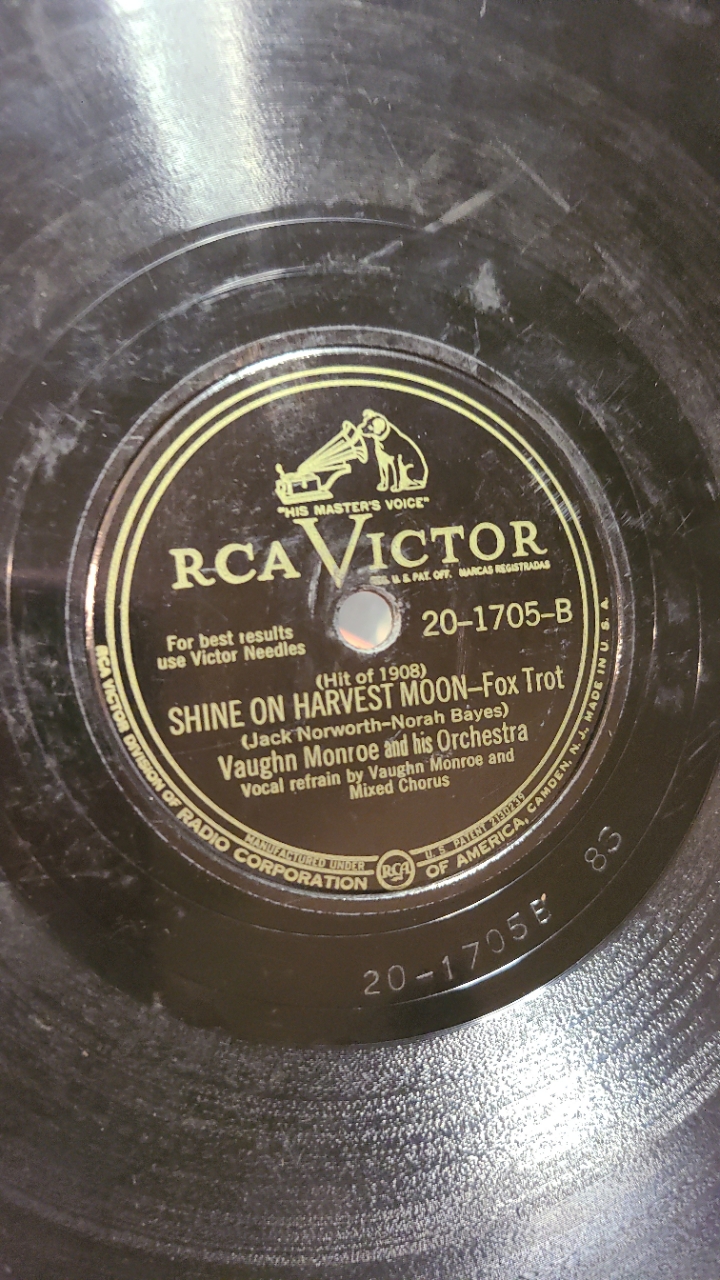 "HIS MASTER'S VOICE"
RCA VICTOR
REG. U. S. PAT. OFF. MARCAS REGISTRADAS
20-1705-B
For best results
use Victor Needles
(Hit of 1908)
SHINE ON HARVEST MOON—Fox Trot
(Jack Norworth-Norah Bayes)
Vaughn Monroe and his Orchestra
Vocal refrain by Vaughn Monroe and
Mixed Chorus
MANUFACTURED UNDER RCA U. S. PATENT 2130239
RCA VICTOR DIVISION OF RADIO CORPORATION OF AMERICA, CAMDEN, N. J. MADE IN U. S. A.
20-1705B